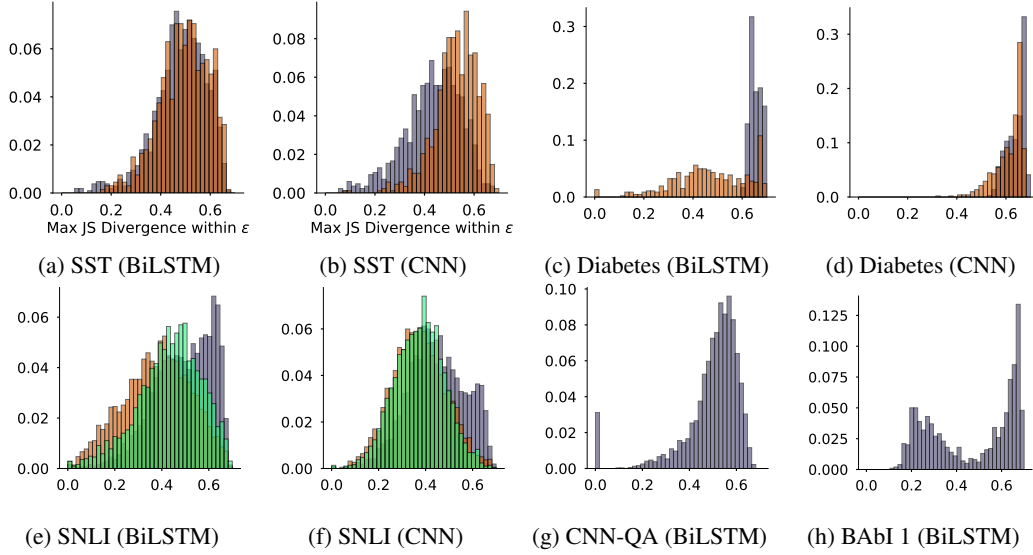 0.06
0.04
0.02
0.00
0.0 0.2 0.4 0.6
Max JS Divergence within ε
(a) SST (BiLSTM)
0.08
0.06
0.04
0.02
0.00
0.0 0.2 0.4 0.6
Max JS Divergence within ε
(b) SST (CNN)
0.3
0.2
0.1
0.0
0.0 0.2 0.4 0.6
(c) Diabetes (BiLSTM)
0.3
0.2
0.1
0.0
0.0 0.2 0.4 0.6
(d) Diabetes (CNN)
0.06
0.04
0.02
0.00
0.0 0.2 0.4 0.6
(e) SNLI (BiLSTM)
0.06
0.04
0.02
0.00
0.0 0.2 0.4 0.6
(f) SNLI (CNN)
0.10
0.08
0.06
0.04
0.02
0.00
0.0 0.2 0.4 0.6
(g) CNN-QA (BiLSTM)
0.125
0.100
0.075
0.050
0.025
0.000
0.0 0.2 0.4 0.6
(h) BAbI 1 (BiLSTM)